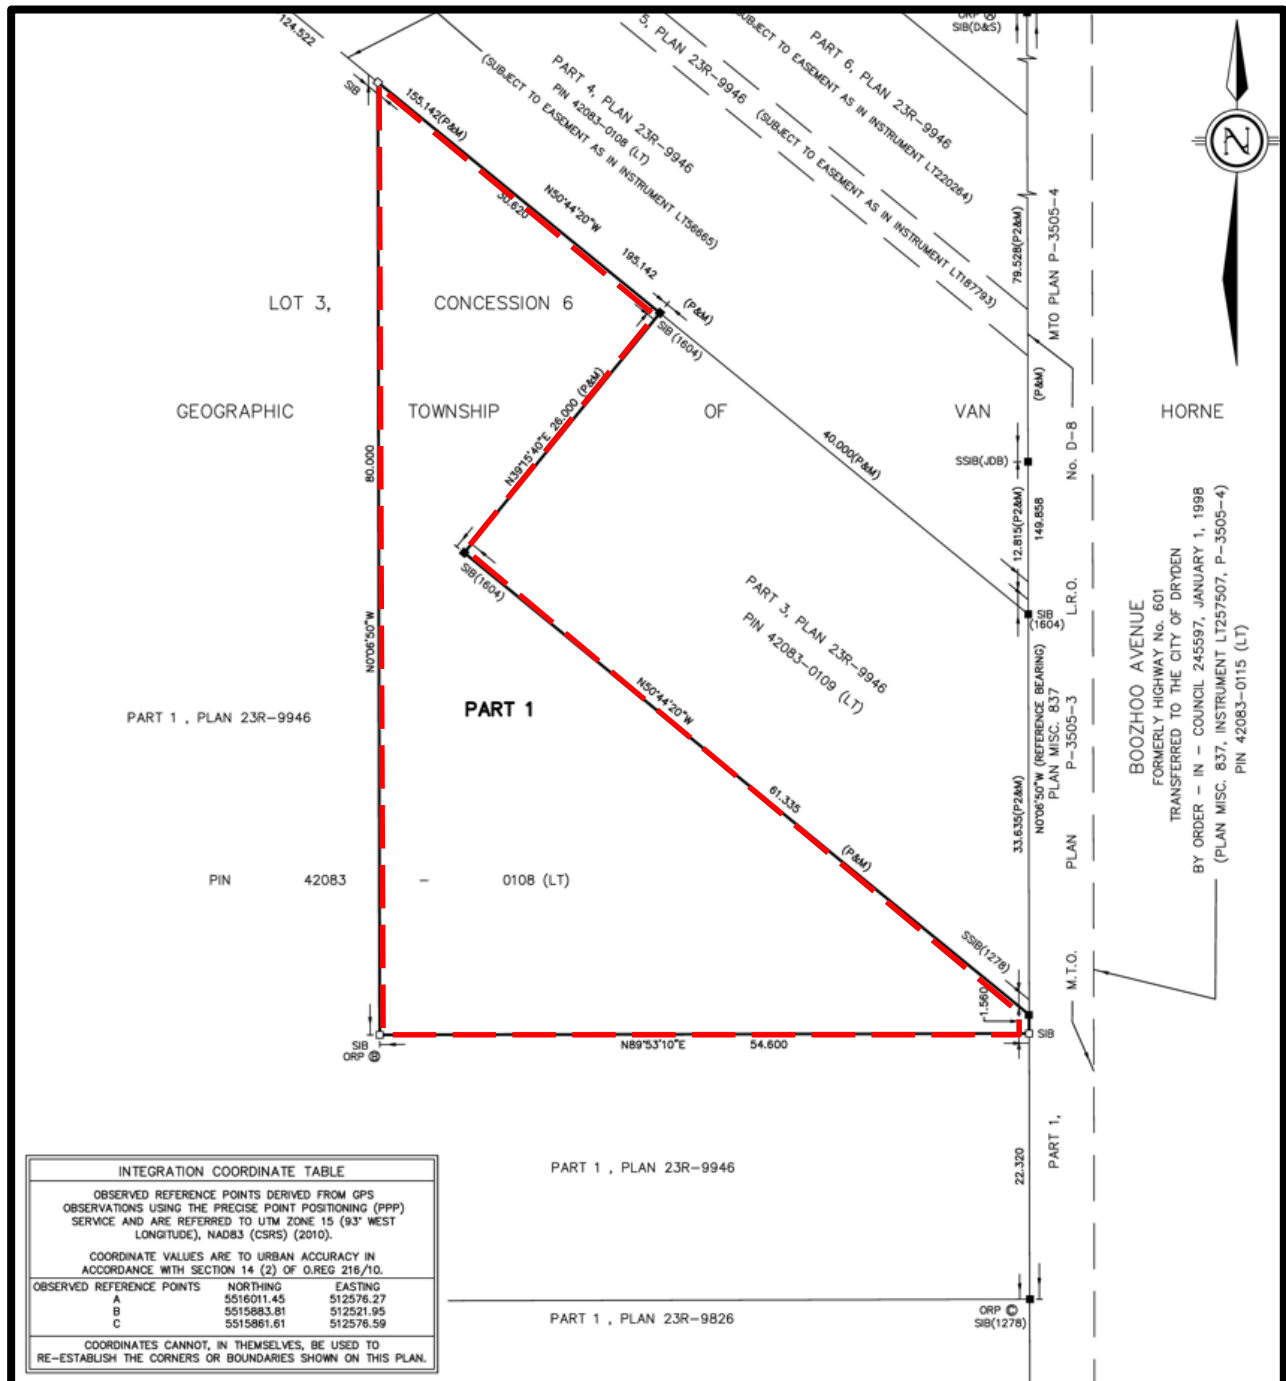 124.522
SIB
155.142(P&M)
(SUBJECT TO EASEMENT AS IN INSTRUMENT LT56865)
PART 4, PLAN 23R-9946
PIN 42083-0108 (LT)
5, PLAN 23R-9946 (SUBJECT TO EASEMENT AS IN INSTRUMENT LT187793)
SUBJECT TO EASEMENT AS IN INSTRUMENT LT220264)
PART 6, PLAN 23R-9946
ORP Ⓐ
SIB(D&S)
N
N50°44'20"W
30.620
195.142
(P&M)
SIB(1604)
79.528(P2&M)
MTO PLAN P-3505-4
LOT 3, CONCESSION 6
GEOGRAPHIC TOWNSHIP OF VAN HORNE
80.000
N39°15'40"E 26.000 (P&M)
40.000(P&M)
(P&M)
SSIB(JDB)
No. D-8
12.815(P2&M)
149.858
SIB(1604)
SIB
(1604)
L.R.O.
N0°06'50"W
PART 3, PLAN 23R-9946
PIN 42083-0109 (LT)
N50°44'20"W
PART 1
PART 1 , PLAN 23R-9946
33.635(P2&M)
N0°06'50"W (REFERENCE BEARING)
PLAN MISC. 837
P-3505-3
PLAN
M.T.O.
BOOZHOO AVENUE
FORMERLY HIGHWAY No. 601
TRANSFERRED TO THE CITY OF DRYDEN
BY ORDER - IN - COUNCIL 245597, JANUARY 1, 1998
(PLAN MISC. 837, INSTRUMENT LT257507, P-3505-4)
PIN 42083-0115 (LT)
61.335
(P&M)
PIN 42083 - 0108 (LT)
SSIB(1278)
1.560
SIB
SIB
ORP Ⓑ
N89°53'10"E 54.600
22.320
PART 1,
PART 1 , PLAN 23R-9946
PART 1 , PLAN 23R-9826
ORP Ⓒ
SIB(1278)
INTEGRATION COORDINATE TABLE
OBSERVED REFERENCE POINTS DERIVED FROM GPS
OBSERVATIONS USING THE PRECISE POINT POSITIONING (PPP)
SERVICE AND ARE REFERRED TO UTM ZONE 15 (93° WEST
LONGITUDE), NAD83 (CSRS) (2010).
COORDINATE VALUES ARE TO URBAN ACCURACY IN
ACCORDANCE WITH SECTION 14 (2) OF O.REG 216/10.
OBSERVED REFERENCE POINTS NORTHING EASTING
A 5516011.45 512576.27
B 5515883.81 512521.95
C 5515861.61 512576.59
COORDINATES CANNOT, IN THEMSELVES, BE USED TO
RE-ESTABLISH THE CORNERS OR BOUNDARIES SHOWN ON THIS PLAN.